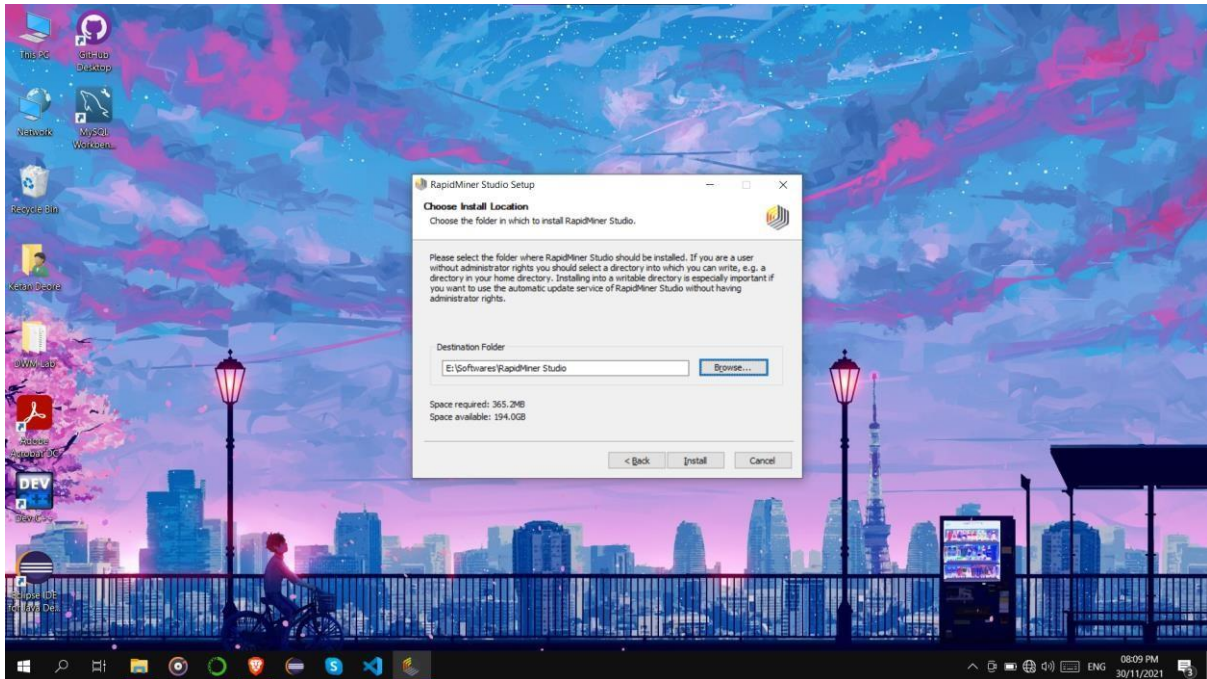 This PC
GitHub
Desktop
Network
MySQL
Workben...
Recycle Bin
Ketan Deore
DWM Lab
Adobe
Acrobat DC
DEV
Dev-C++
Eclipse IDE
for Java De...
RapidMiner Studio Setup
Choose Install Location
Choose the folder in which to install RapidMiner Studio.
Please select the folder where RapidMiner Studio should be installed. If you are a user
without administrator rights you should select a directory into which you can write, e.g. a
directory in your home directory. Installing into a writable directory is especially important if
you want to use the automatic update service of RapidMiner Studio without having
administrator rights.
Destination Folder
E:\Softwares\RapidMiner Studio
Browse...
Space required: 365.2MB
Space available: 194.0GB
< Back
Install
Cancel
ENG
08:09 PM
30/11/2021
3